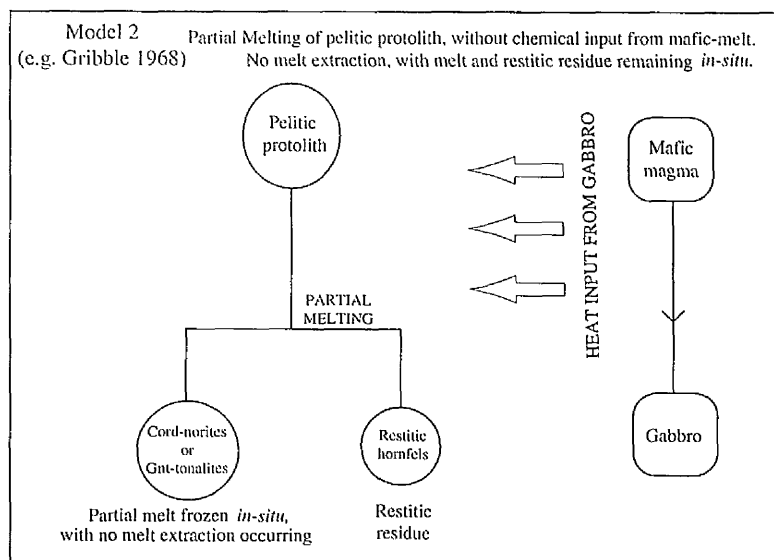 Model 2
(e.g. Gribble 1968)
Partial Melting of pelitic protolith, without chemical input from mafic-melt.
No melt extraction, with melt and restitic residue remaining in-situ.
Pelitic
protolith
HEAT INPUT FROM GABBRO
Mafic
magma
PARTIAL
MELTING
Cord-norites
or
Gnt-tonalites
Restitic
hornfels
Gabbro
Partial melt frozen in-situ,
with no melt extraction occurring
Restitic
residue